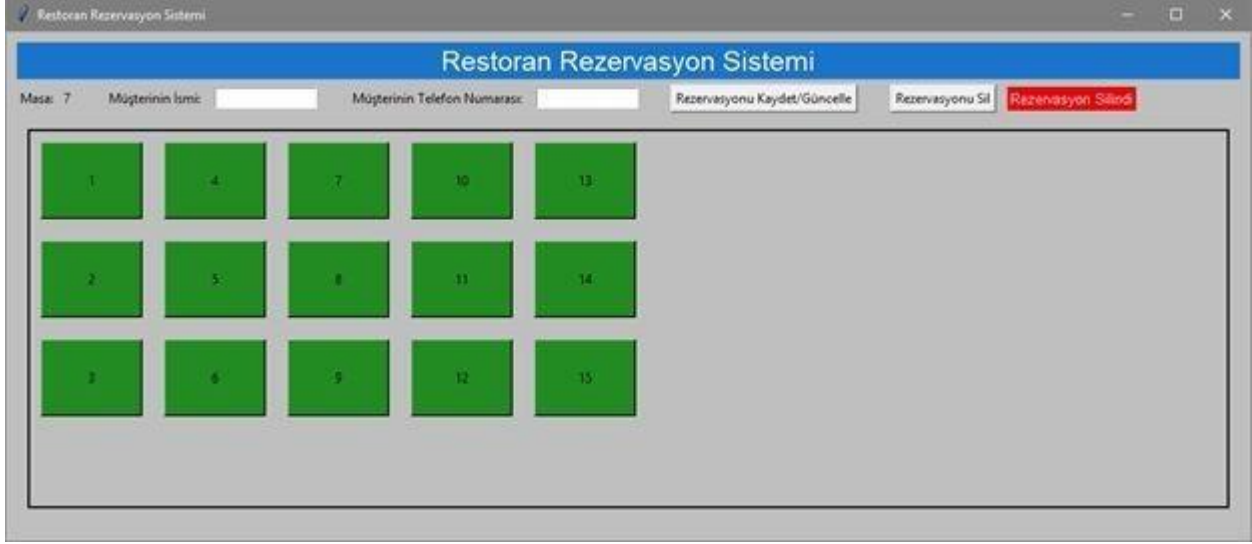 Restoran Rezervasyon Sistemi
Restoran Rezervasyon Sistemi
Masa: 7 Müşterinin İsmi: Müşterinin Telefon Numarası: Rezervasyonu Kaydet/Güncelle Rezervasyonu Sil Rezervasyon Silindi
1 4 7 10 13
2 5 8 11 14
3 6 9 12 15